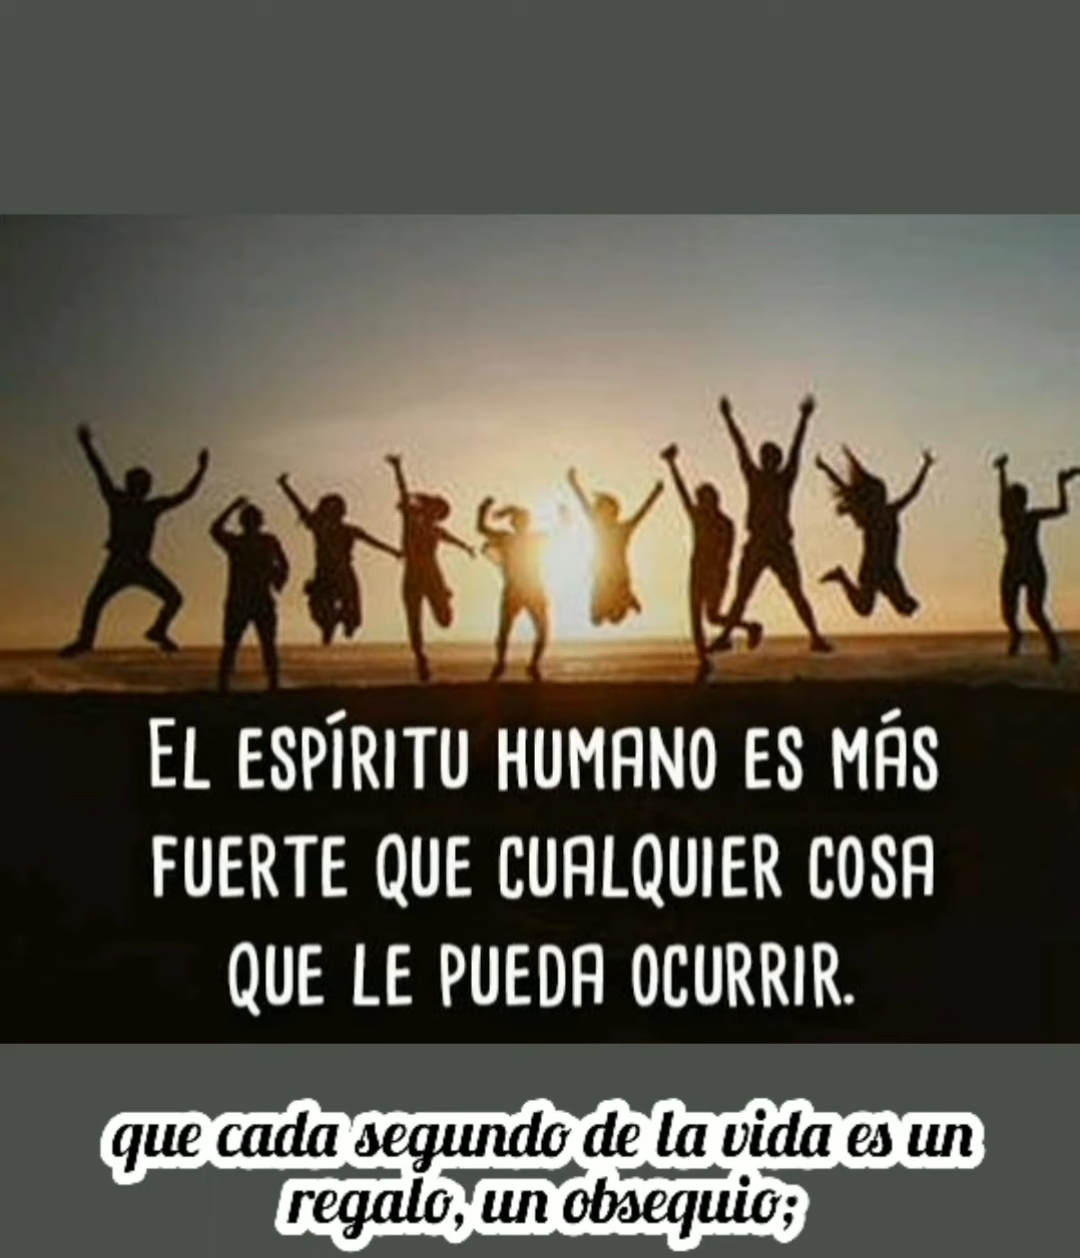 EL ESPÍRITU HUMANO ES MÁS
FUERTE QUE CUALQUIER COSA
QUE LE PUEDA OCURRIR.
que cada segundo de la vida es un
regalo, un obsequio;